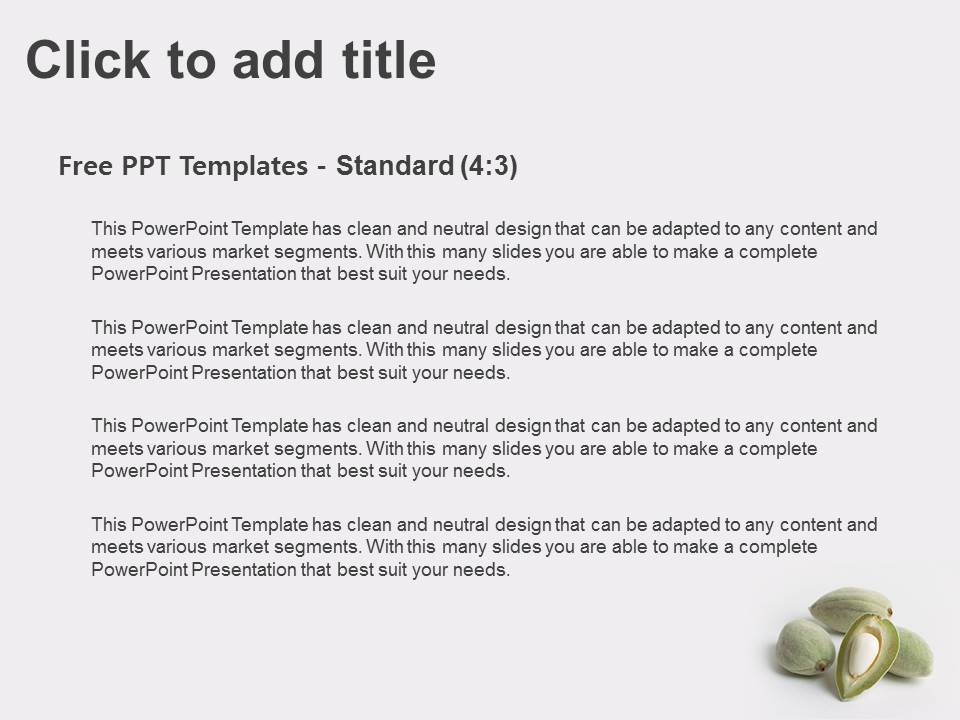 Click to add title
Free PPT Templates - Standard (4:3)
This PowerPoint Template has clean and neutral design that can be adapted to any content and
meets various market segments. With this many slides you are able to make a complete
PowerPoint Presentation that best suit your needs.
This PowerPoint Template has clean and neutral design that can be adapted to any content and
meets various market segments. With this many slides you are able to make a complete
PowerPoint Presentation that best suit your needs.
This PowerPoint Template has clean and neutral design that can be adapted to any content and
meets various market segments. With this many slides you are able to make a complete
PowerPoint Presentation that best suit your needs.
This PowerPoint Template has clean and neutral design that can be adapted to any content and
meets various market segments. With this many slides you are able to make a complete
PowerPoint Presentation that best suit your needs.